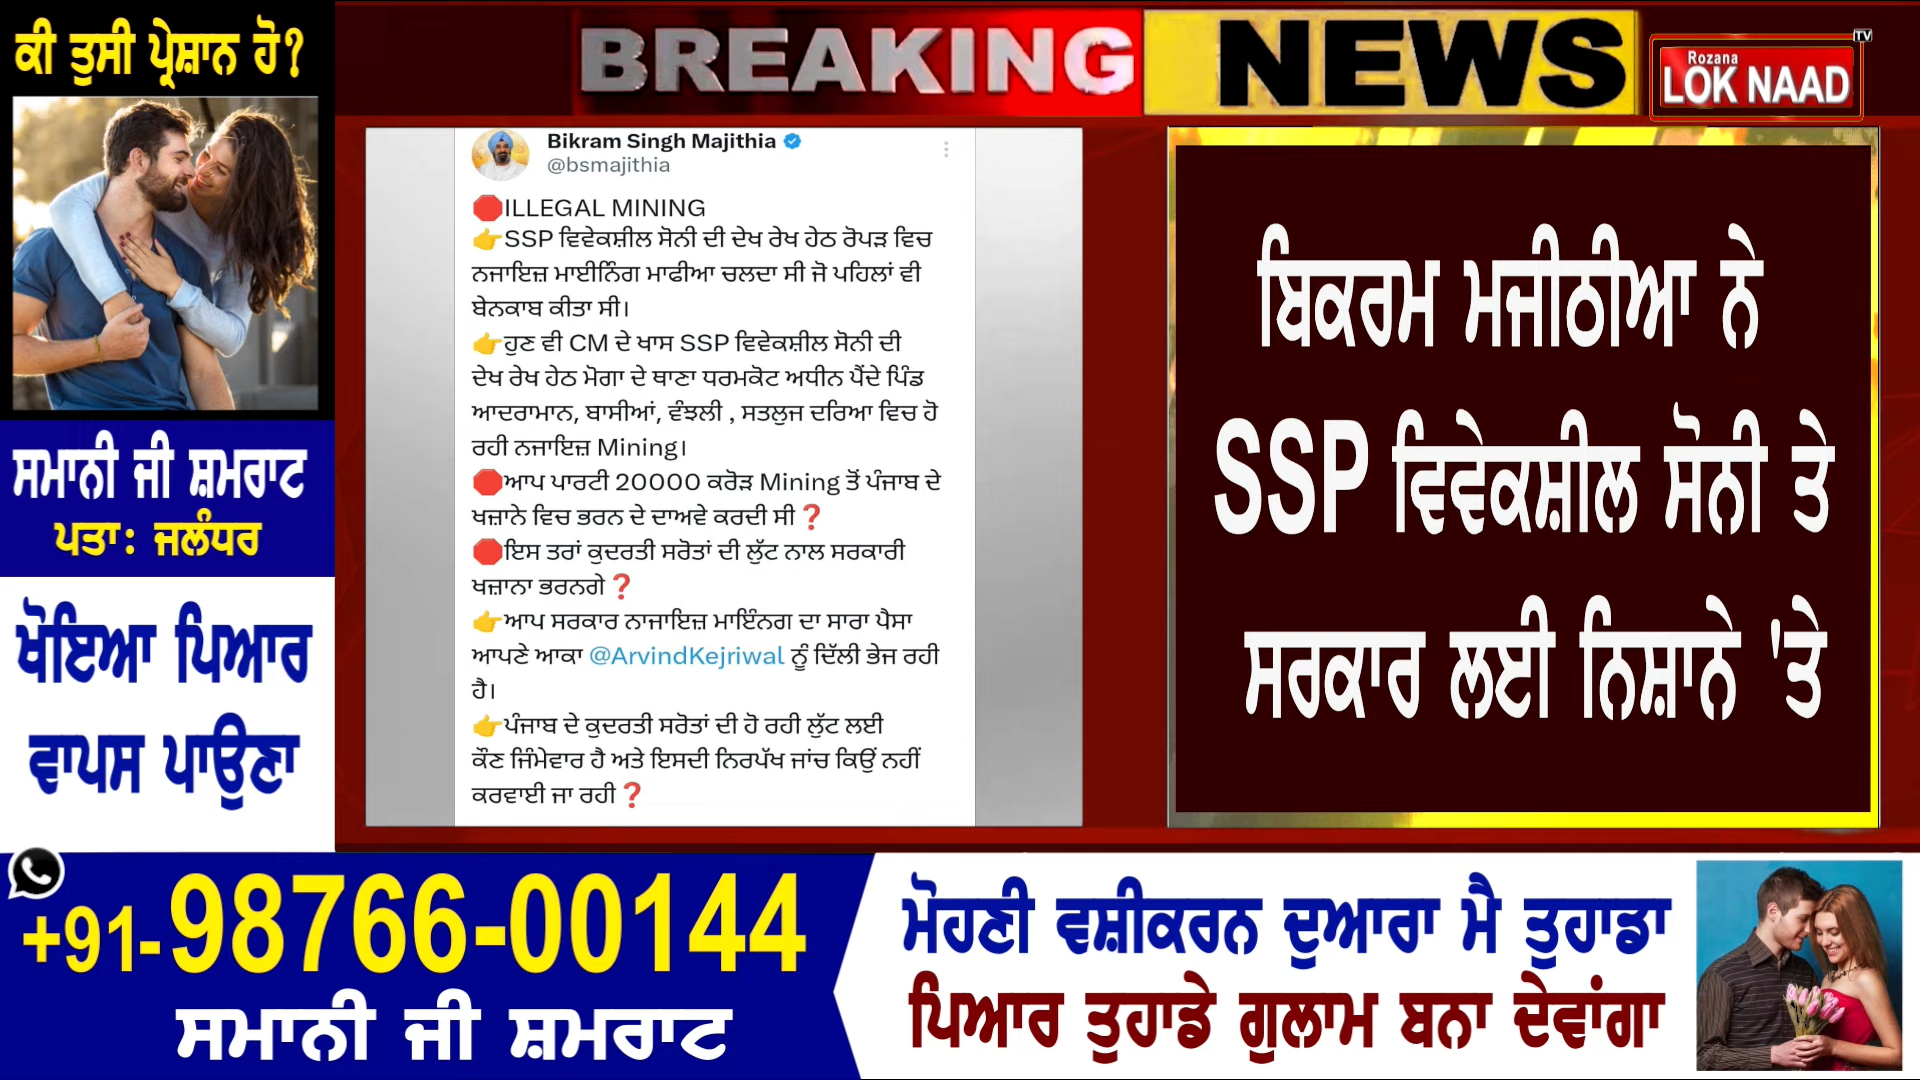 ਕੀ ਤੁਸੀ ਪ੍ਰੇਸ਼ਾਨ ਹੋ?
ਸਮਾਨੀ ਜੀ ਸ਼ਮਰਾਟ
ਪਤਾ: ਜਲੰਧਰ
ਖੋਇਆ ਪਿਆਰ
ਵਾਪਸ ਪਾਉਣਾ
BREAKING NEWS
TV
Rozana
LOK NAAD
Bikram Singh Majithia
@bsmajithia
🛑ILLEGAL MINING
👉SSP ਵਿਵੇਕਸ਼ੀਲ ਸੋਨੀ ਦੀ ਦੇਖ ਰੇਖ ਹੇਠ ਰੋਪੜ ਵਿਚ
ਨਜਾਇਜ਼ ਮਾਈਨਿੰਗ ਮਾਫੀਆ ਚਲਦਾ ਸੀ ਜੋ ਪਹਿਲਾਂ ਵੀ
ਬੇਨਕਾਬ ਕੀਤਾ ਸੀ।
👉ਹੁਣ ਵੀ CM ਦੇ ਖਾਸ SSP ਵਿਵੇਕਸ਼ੀਲ ਸੋਨੀ ਦੀ
ਦੇਖ ਰੇਖ ਹੇਠ ਮੋਗਾ ਦੇ ਥਾਣਾ ਧਰਮਕੋਟ ਅਧੀਨ ਪੈਂਦੇ ਪਿੰਡ
ਆਦਰਾਮਾਨ, ਬਾਸੀਆਂ, ਵੰਝਲੀ , ਸਤਲੁਜ ਦਰਿਆ ਵਿਚ ਹੋ
ਰਹੀ ਨਜਾਇਜ਼ Mining।
🛑ਆਪ ਪਾਰਟੀ 20000 ਕਰੋੜ Mining ਤੋਂ ਪੰਜਾਬ ਦੇ
ਖਜ਼ਾਨੇ ਵਿਚ ਭਰਨ ਦੇ ਦਾਅਵੇ ਕਰਦੀ ਸੀ ❓
🛑ਇਸ ਤਰਾਂ ਕੁਦਰਤੀ ਸਰੋਤਾਂ ਦੀ ਲੁੱਟ ਨਾਲ ਸਰਕਾਰੀ
ਖਜ਼ਾਨਾ ਭਰਨਗੇ ❓
👉ਆਪ ਸਰਕਾਰ ਨਾਜਾਇਜ਼ ਮਾਇੰਨਗ ਦਾ ਸਾਰਾ ਪੈਸਾ
ਆਪਣੇ ਆਕਾ @ArvindKejriwal ਨੂੰ ਦਿੱਲੀ ਭੇਜ ਰਹੀ
ਹੈ।
👉ਪੰਜਾਬ ਦੇ ਕੁਦਰਤੀ ਸਰੋਤਾਂ ਦੀ ਹੋ ਰਹੀ ਲੁੱਟ ਲਈ
ਕੌਣ ਜਿੰਮੇਵਾਰ ਹੈ ਅਤੇ ਇਸਦੀ ਨਿਰਪੱਖ ਜਾਂਚ ਕਿਉਂ ਨਹੀਂ
ਕਰਵਾਈ ਜਾ ਰਹੀ ❓
ਬਿਕਰਮ ਮਜੀਠੀਆ ਨੇ
SSP ਵਿਵੇਕਸ਼ੀਲ ਸੋਨੀ ਤੇ
ਸਰਕਾਰ ਲਈ ਨਿਸ਼ਾਨੇ 'ਤੇ
+91-98766-00144
ਸਮਾਨੀ ਜੀ ਸ਼ਮਰਾਟ
ਮੋਹਣੀ ਵਸ਼ੀਕਰਨ ਦੁਆਰਾ ਮੈ ਤੁਹਾਡਾ
ਪਿਆਰ ਤੁਹਾਡੇ ਗੁਲਾਮ ਬਨਾ ਦੇਵਾਂਗਾ